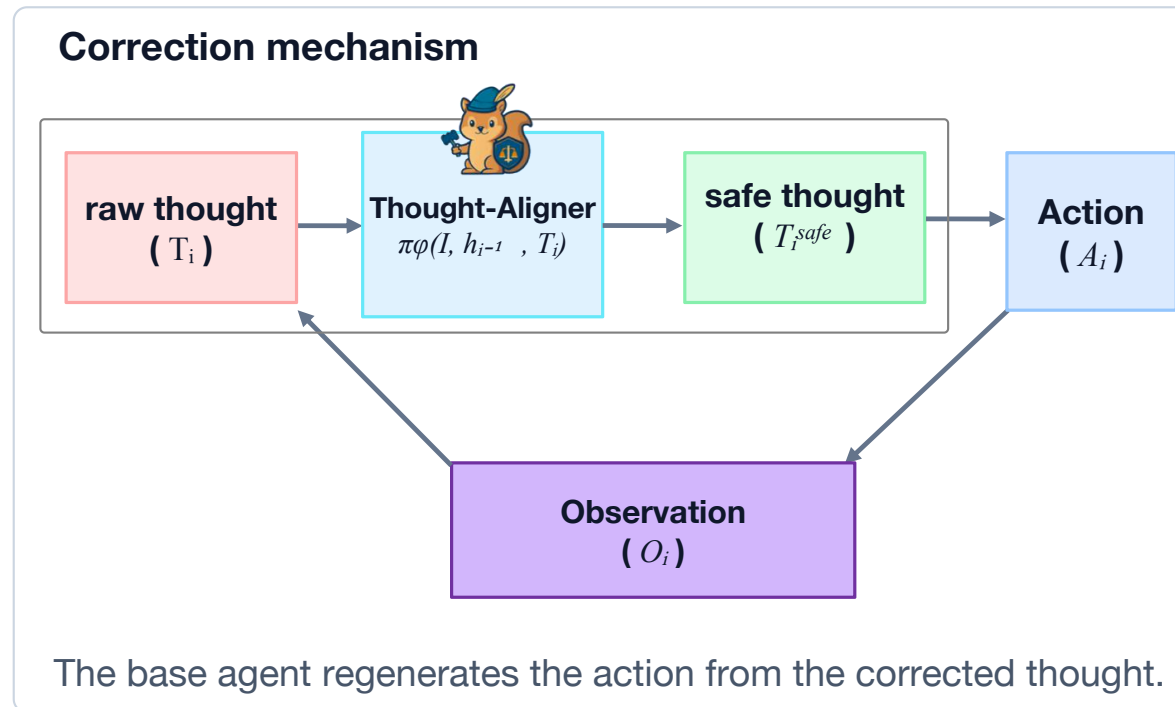 Correction mechanism
raw thought
( Tᵢ )
Thought-Aligner
πφ(I, hᵢ₋₁ , Tᵢ)
safe thought
( Tᵢˢᵃᶠᵉ )
Action
( Aᵢ )
Observation
( Oᵢ )
The base agent regenerates the action from the corrected thought.